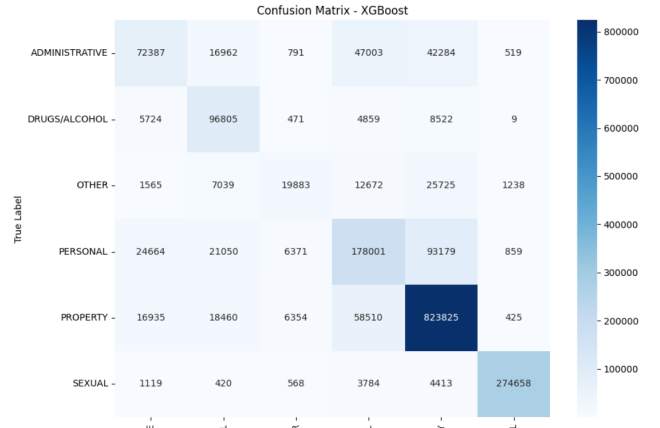 Confusion Matrix - XGBoost
ADMINISTRATIVE 72387 16962 791 47003 42284 519
DRUGS/ALCOHOL 5724 96805 471 4859 8522 9
OTHER 1565 7039 19883 12672 25725 1238
PERSONAL 24664 21050 6371 178001 93179 859
PROPERTY 16935 18460 6354 58510 823825 425
SEXUAL 1119 420 568 3784 4413 274658
True Label
800000
700000
600000
500000
400000
300000
200000
100000